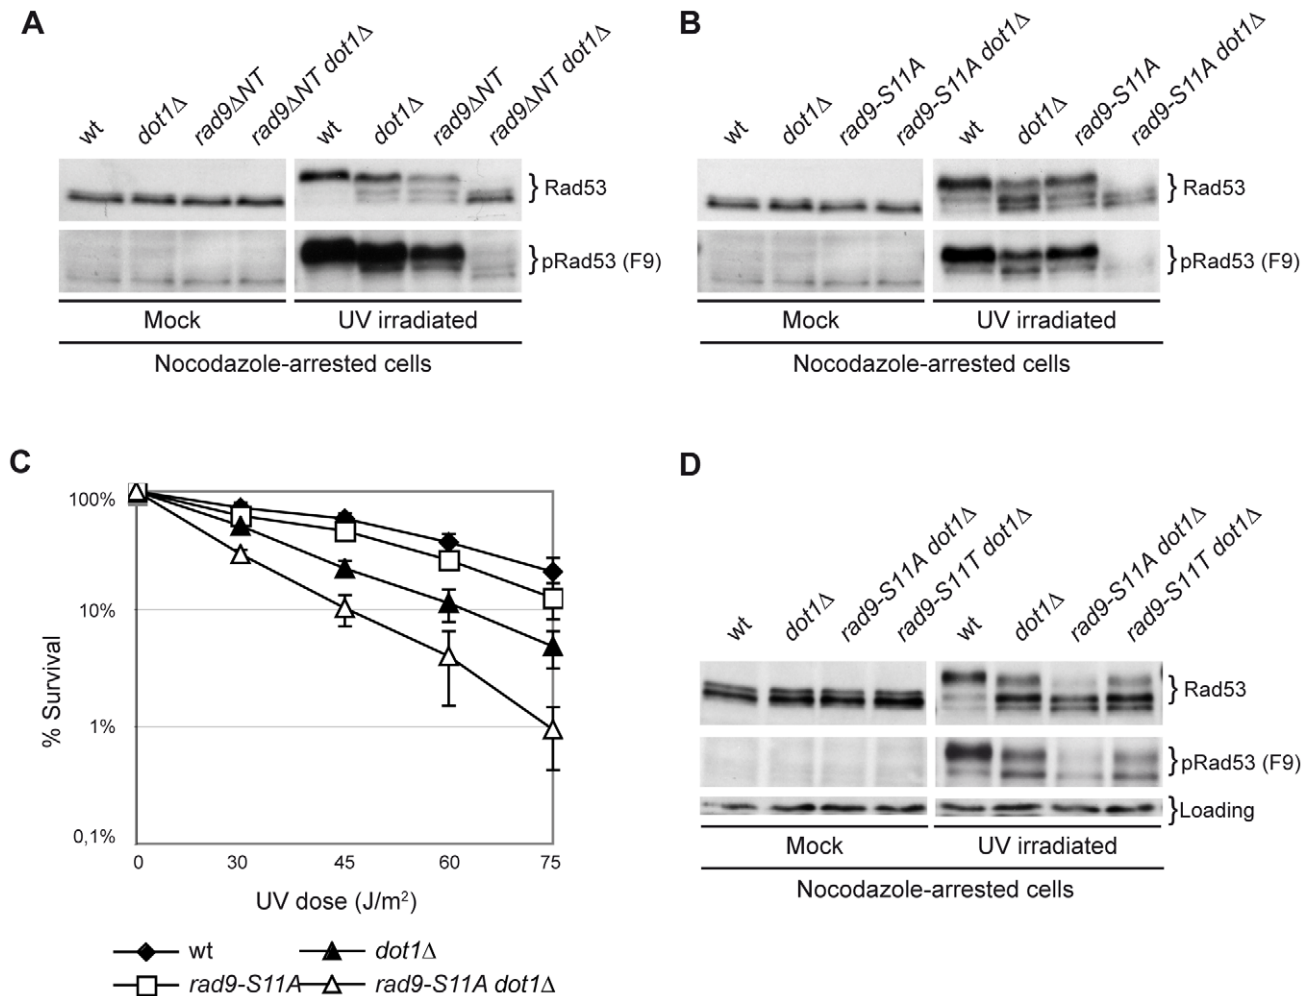 A
wt
dot1Δ
rad9ΔNT
rad9ΔNT dot1Δ
wt
dot1Δ
rad9ΔNT
rad9ΔNT dot1Δ
Rad53
pRad53 (F9)
Mock
UV irradiated
Nocodazole-arrested cells
B
wt
dot1Δ
rad9-S11A
rad9-S11A dot1Δ
wt
dot1Δ
rad9-S11A
rad9-S11A dot1Δ
Rad53
pRad53 (F9)
Mock
UV irradiated
Nocodazole-arrested cells
C
% Survival
100%
10%
1%
0,1%
0
30
45
60
75
UV dose (J/m²)
wt
dot1Δ
rad9-S11A
rad9-S11A dot1Δ
D
wt
dot1Δ
rad9-S11A dot1Δ
rad9-S11T dot1Δ
wt
dot1Δ
rad9-S11A dot1Δ
rad9-S11T dot1Δ
Rad53
pRad53 (F9)
Loading
Mock
UV irradiated
Nocodazole-arrested cells